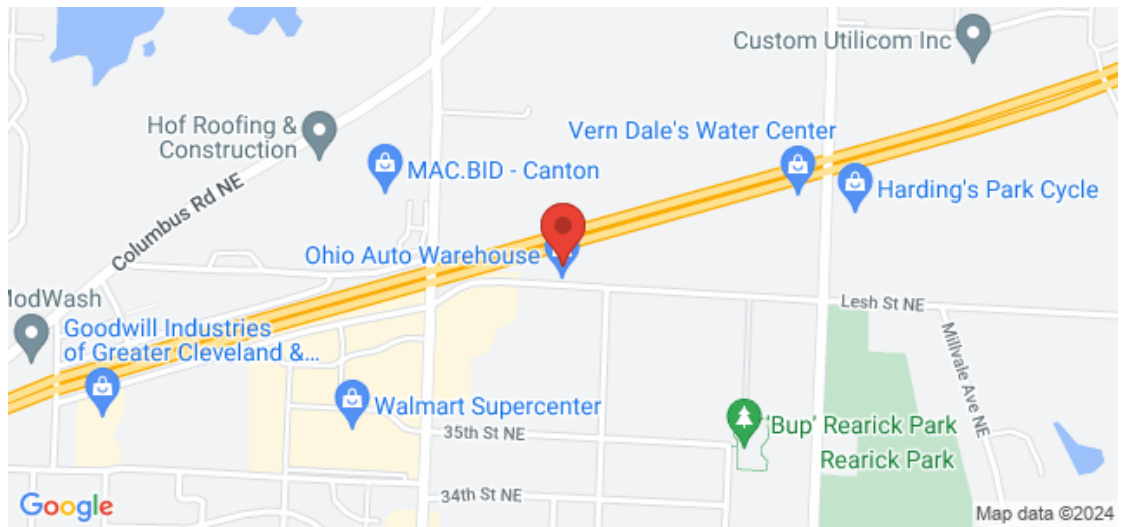 Custom Utilicom Inc
Hof Roofing &
Construction
Vern Dale's Water Center
MAC.BID - Canton
Harding's Park Cycle
Columbus Rd NE
Ohio Auto Warehouse
ModWash
Lesh St NE
Goodwill Industries
of Greater Cleveland &...
Millvale Ave NE
Walmart Supercenter
35th St NE
'Bup' Rearick Park
Rearick Park
34th St NE
Google
Map data ©2024